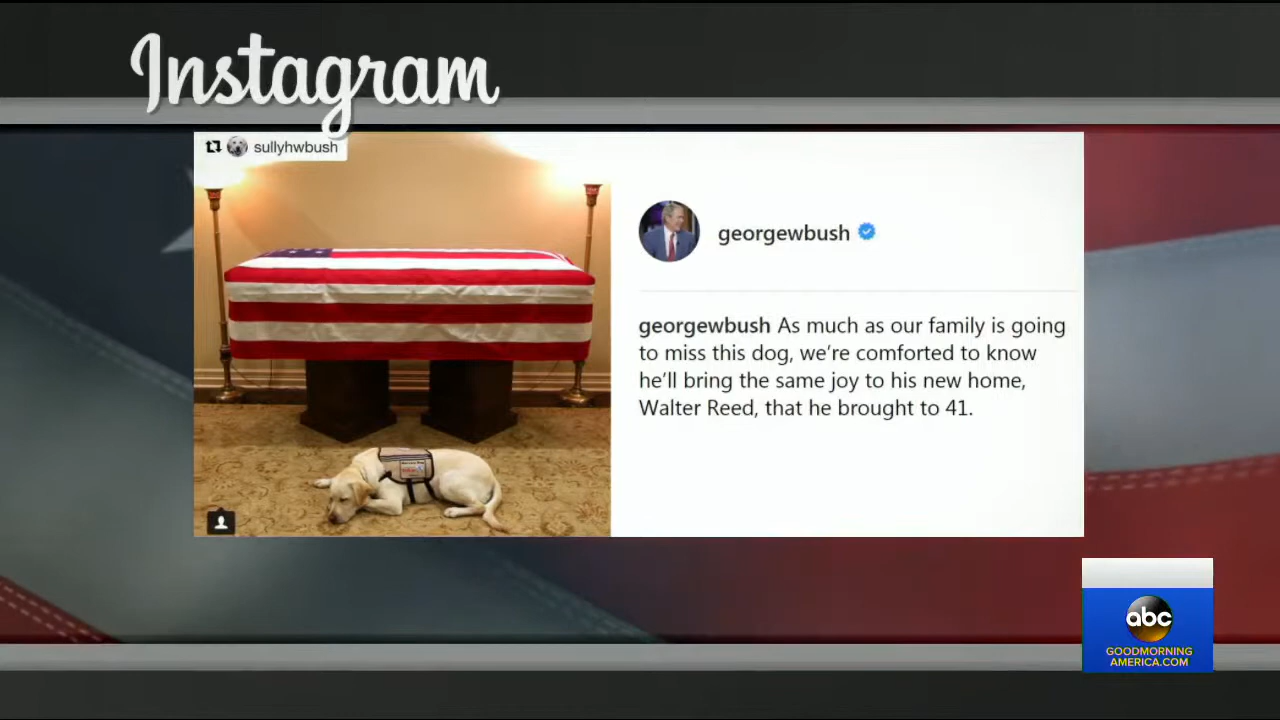 Instagram
sullyhwbush
georgewbush
georgewbush As much as our family is going
to miss this dog, we're comforted to know
he'll bring the same joy to his new home,
Walter Reed, that he brought to 41.
abc
GOODMORNING
AMERICA.COM